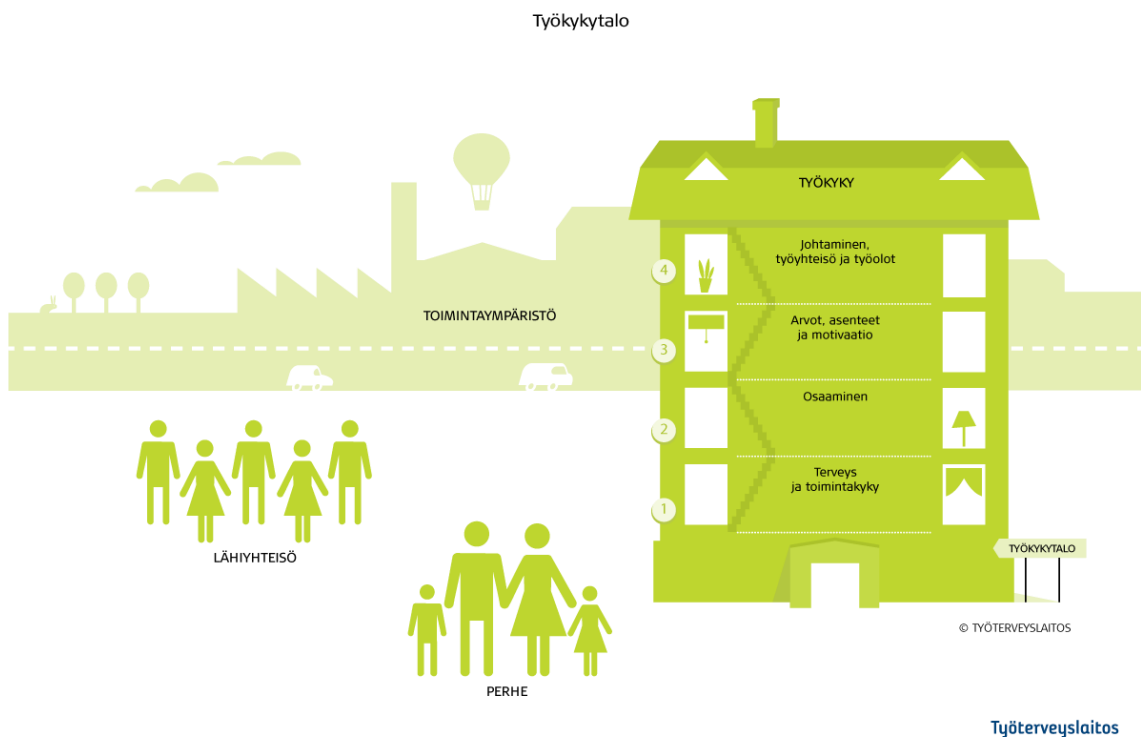 Työkykytalo
TYÖKYKY
4
Johtaminen,
työyhteisö ja työolot
3
Arvot, asenteet
ja motivaatio
2
Osaaminen
1
Terveys
ja toimintakyky
TOIMINTAYMPÄRISTÖ
LÄHIYHTEISÖ
PERHE
TYÖKYKYTALO
© TYÖTERVEYSLAITOS
Työterveyslaitos